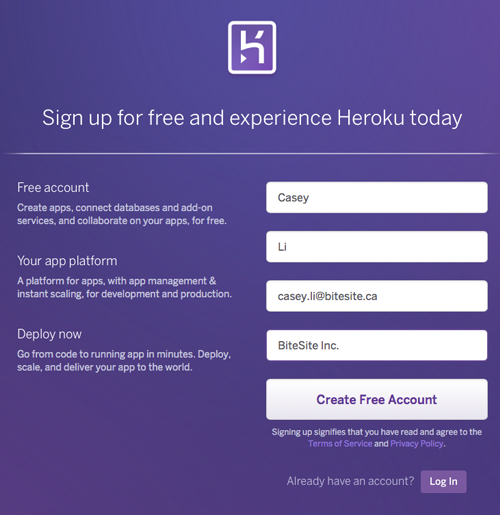 Sign up for free and experience Heroku today
Free account
Create apps, connect databases and add-on
services, and collaborate on your apps, for free.
Your app platform
A platform for apps, with app management &
instant scaling, for development and production.
Deploy now
Go from code to running app in minutes. Deploy,
scale, and deliver your app to the world.
Casey
Li
casey.li@bitesite.ca
BiteSite Inc.
Create Free Account
Signing up signifies that you have read and agree to the
Terms of Service and Privacy Policy.
Already have an account? Log In